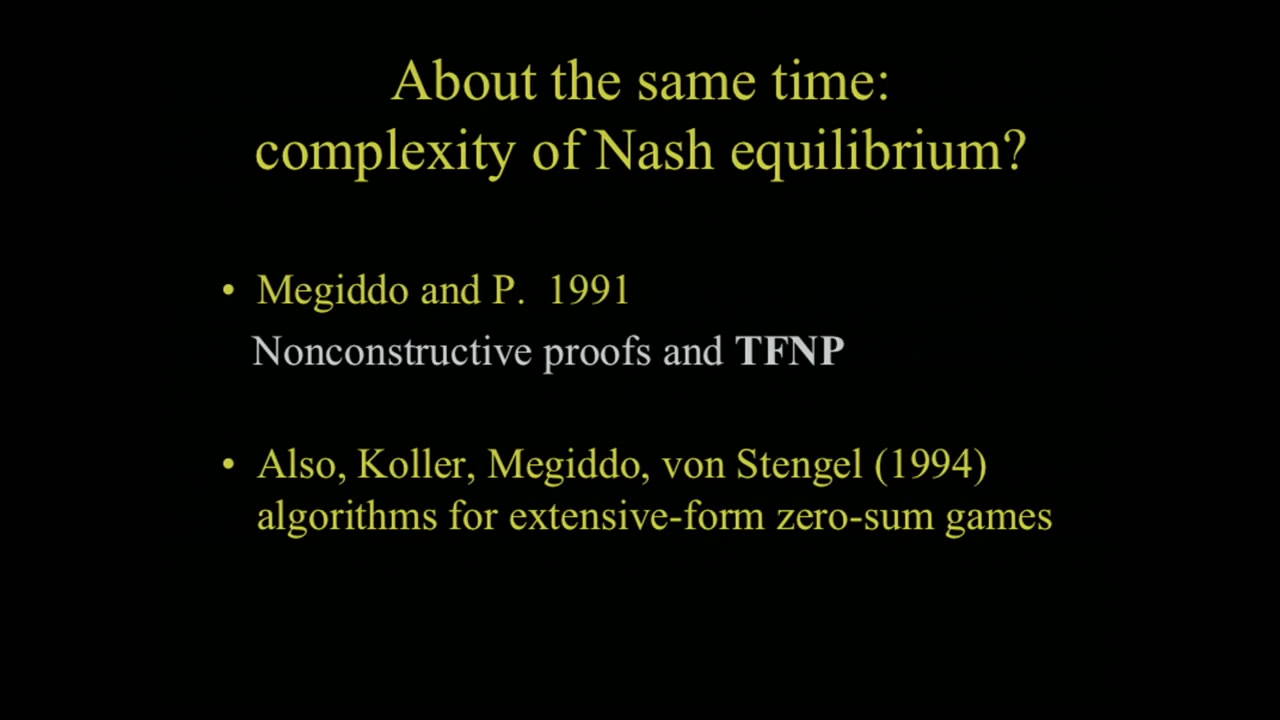 About the same time:
complexity of Nash equilibrium?
• Megiddo and P.  1991
Nonconstructive proofs and TFNP
• Also, Koller, Megiddo, von Stengel (1994)
algorithms for extensive-form zero-sum games